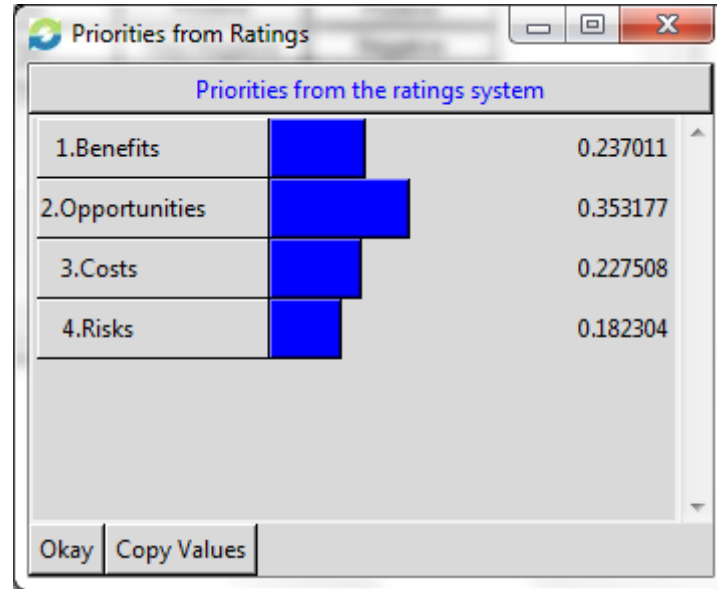 Priorities from Ratings
Priorities from the ratings system
1.Benefits 0.237011
2.Opportunities 0.353177
3.Costs 0.227508
4.Risks 0.182304
Okay Copy Values